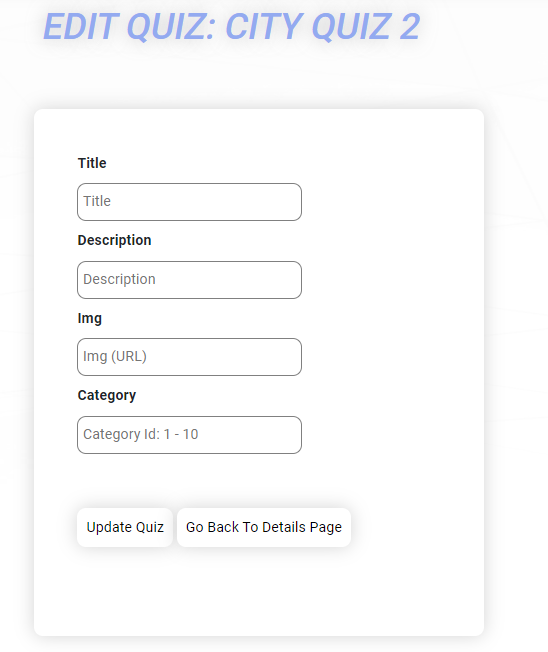 EDIT QUIZ: CITY QUIZ 2
Title
Title
Description
Description
Img
Img (URL)
Category
Category Id: 1 - 10
Update Quiz Go Back To Details Page